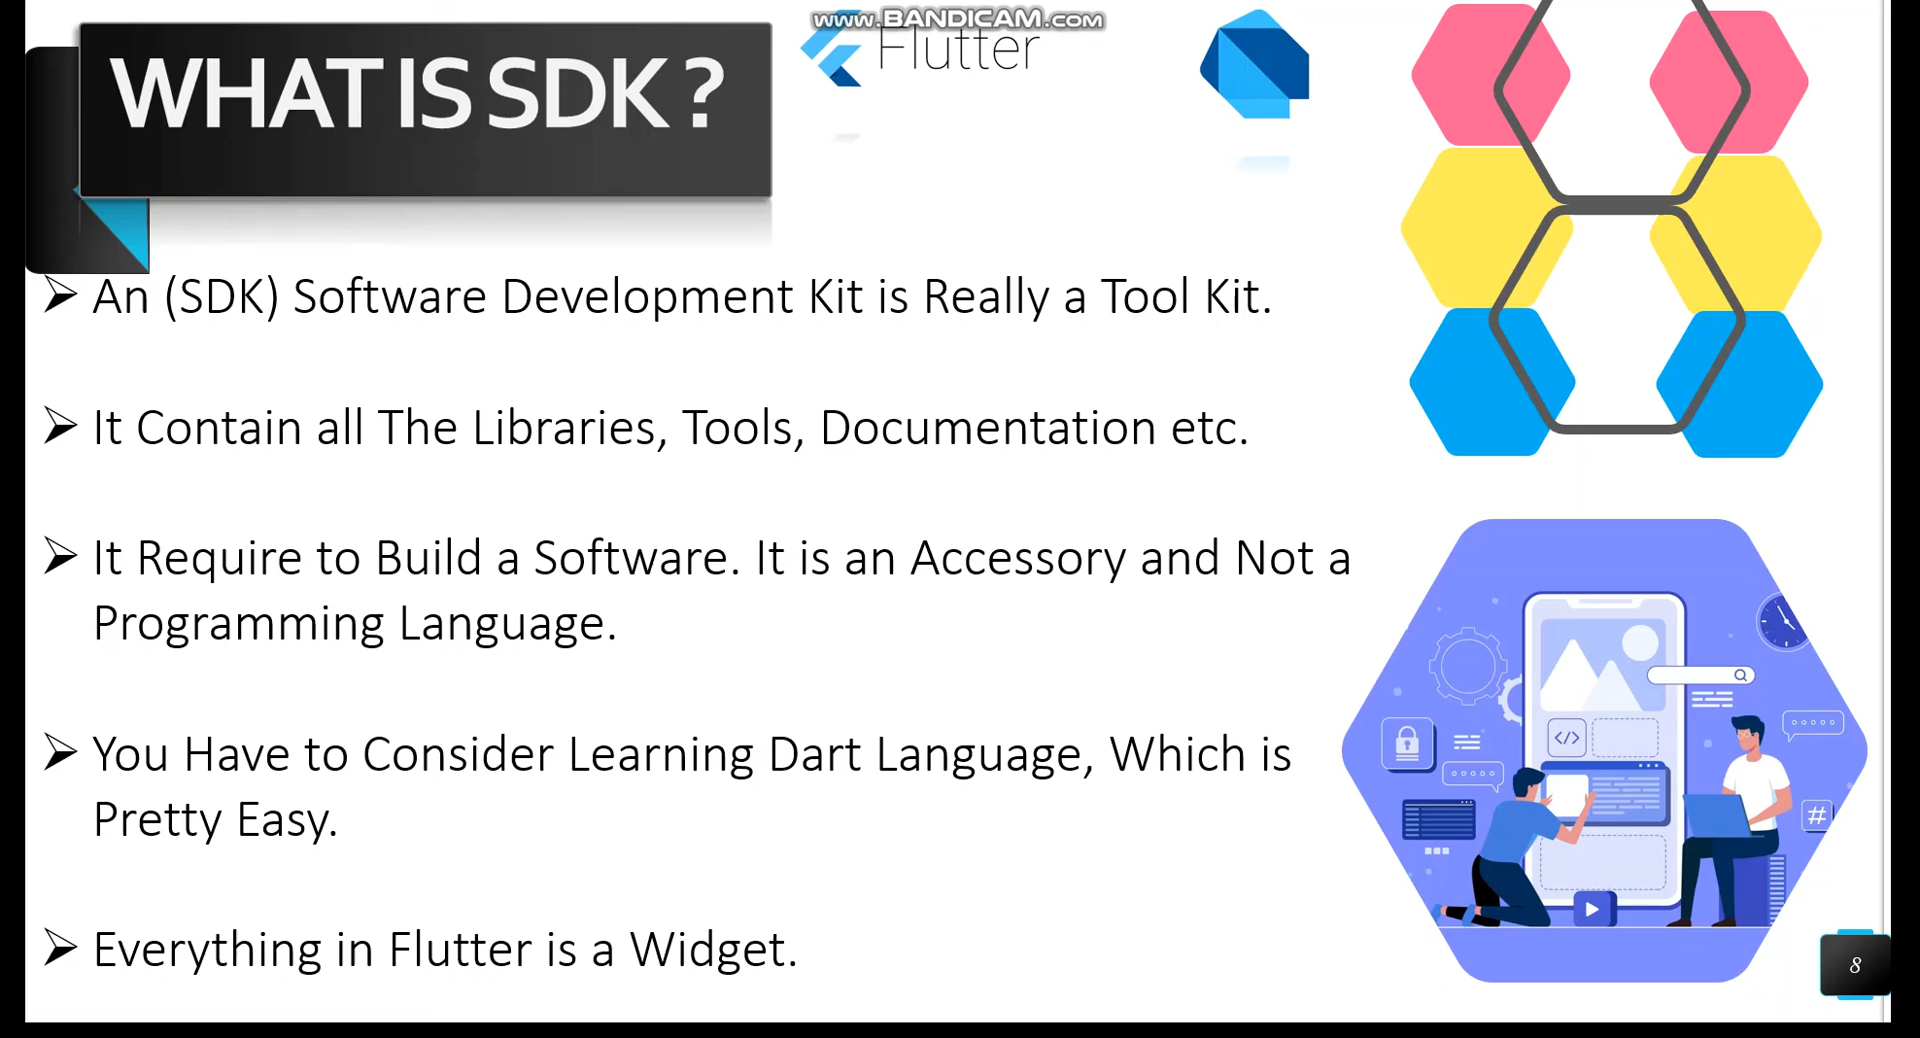 www.BANDICAM.com
WHAT IS SDK ?
Flutter
➢ An (SDK) Software Development Kit is Really a Tool Kit.
➢ It Contain all The Libraries, Tools, Documentation etc.
➢ It Require to Build a Software. It is an Accessory and Not a
Programming Language.
➢ You Have to Consider Learning Dart Language, Which is
Pretty Easy.
➢ Everything in Flutter is a Widget.
</>
#
8